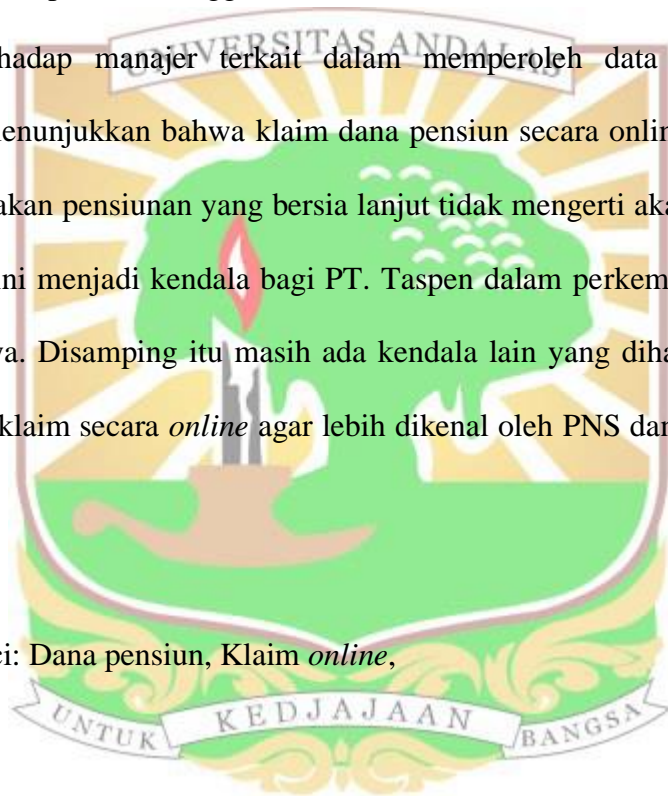 UNIVERSITAS ANDALAS
hadap manajer terkait dalam memperoleh data
enunjukkan bahwa klaim dana pensiun secara onlin
akan pensiunan yang bersia lanjut tidak mengerti aka
ni menjadi kendala bagi PT. Taspen dalam perkem
ya. Disamping itu masih ada kendala lain yang diha
klaim secara online agar lebih dikenal oleh PNS dan
ci: Dana pensiun, Klaim online,
UNTUK KEDJAJAAN BANGSA